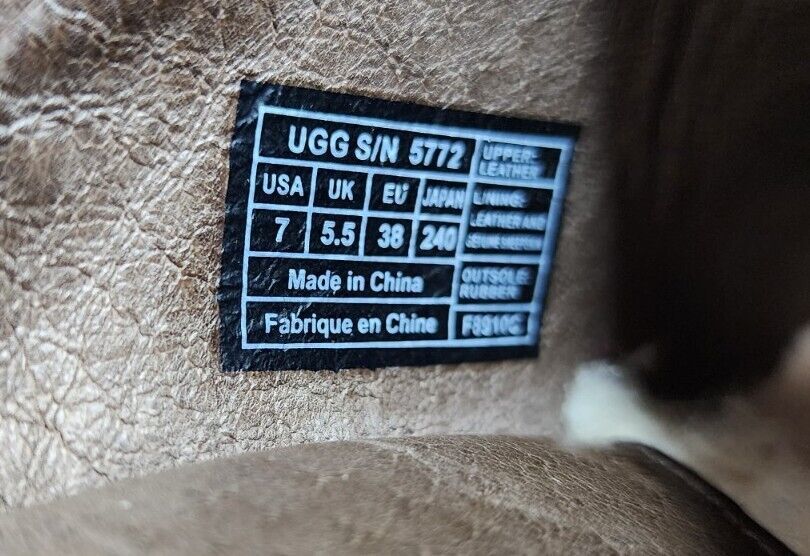 UGG S/N 5772
USA UK EU JAPAN
7 5.5 38 240
Made in China
Fabrique en Chine
UPPER-
LEATHER
LINING-
LEATHER AND
OUTSOLE-
RUBBER